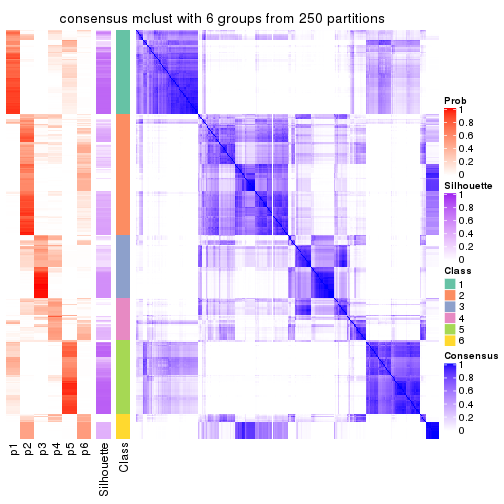 consensus mclust with 6 groups from 250 partitions
Prob
1
0.8
0.6
0.4
0.2
0
Silhouette
1
0.8
0.6
0.4
0.2
0
Class
1
2
3
4
5
6
Consensus
1
0.8
0.6
0.4
0.2
0
p1
p2
p3
p4
p5
p6
Silhouette
Class